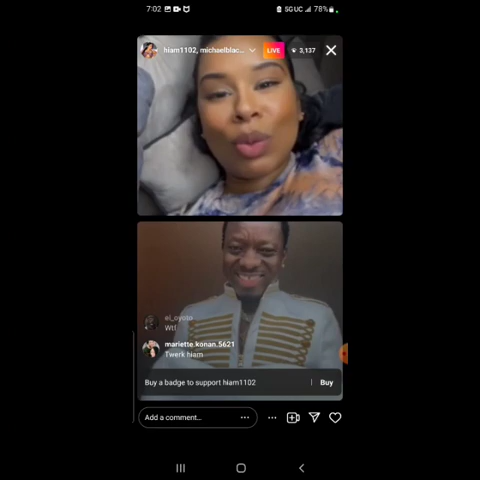 7:02
5G UC
78%
hiam1102, michaelblac...
LIVE
3,137
el_oyoto
Wtf
mariette.konan.5621
Twerk hiam
Buy a badge to support hiam1102
Buy
Add a comment...